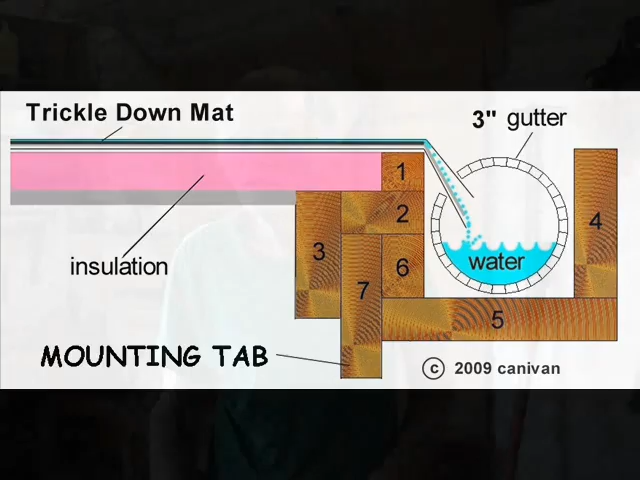 Trickle Down Mat
3" gutter
1
2
3
4
insulation
water
6
7
5
MOUNTING TAB
© 2009 canivan